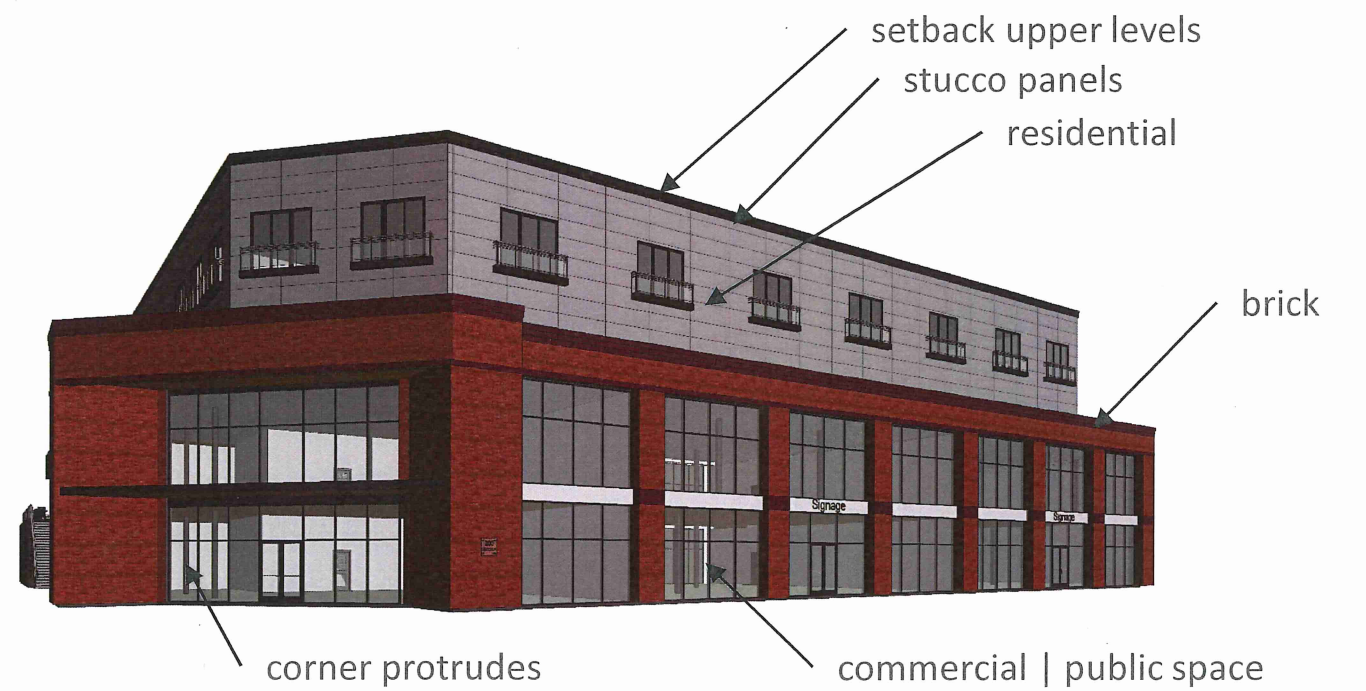 setback upper levels
stucco panels
residential
brick
Signage
Signage
corner protrudes
commercial | public space